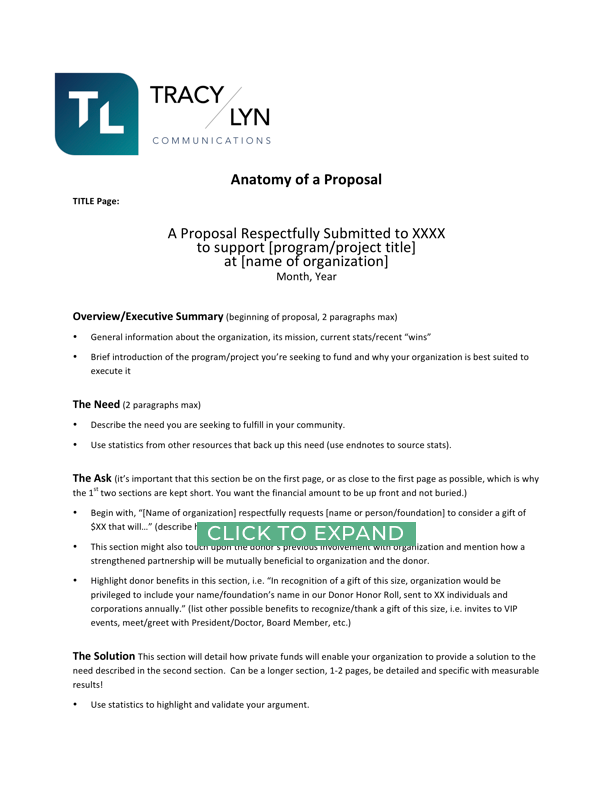 TL
TRACY
LYN
COMMUNICATIONS
Anatomy of a Proposal
TITLE Page:
A Proposal Respectfully Submitted to XXXX
to support [program/project title]
at [name of organization]
Month, Year
Overview/Executive Summary (beginning of proposal, 2 paragraphs max)
• General information about the organization, its mission, current stats/recent “wins”
• Brief introduction of the program/project you’re seeking to fund and why your organization is best suited to
execute it
The Need (2 paragraphs max)
• Describe the need you are seeking to fulfill in your community.
• Use statistics from other resources that back up this need (use endnotes to source stats).
The Ask (it’s important that this section be on the first page, or as close to the first page as possible, which is why
the 1st two sections are kept short. You want the financial amount to be up front and not buried.)
• Begin with, “[Name of organization] respectfully requests [name or person/foundation] to consider a gift of
$XX that will…” (describe
CLICK TO EXPAND
• This section might also touch upon the donor’s previous involvement with organization and mention how a
strengthened partnership will be mutually beneficial to organization and the donor.
• Highlight donor benefits in this section, i.e. “In recognition of a gift of this size, organization would be
privileged to include your name/foundation’s name in our Donor Honor Roll, sent to XX individuals and
corporations annually.” (list other possible benefits to recognize/thank a gift of this size, i.e. invites to VIP
events, meet/greet with President/Doctor, Board Member, etc.)
The Solution This section will detail how private funds will enable your organization to provide a solution to the
need described in the second section.  Can be a longer section, 1-2 pages, be detailed and specific with measurable
results!
• Use statistics to highlight and validate your argument.